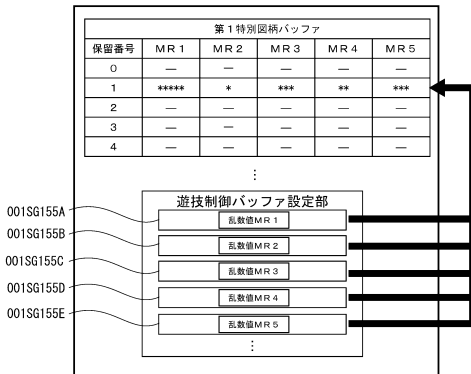 第1特別図柄バッファ
保留番号 MR1 MR2 MR3 MR4 MR5
0 — — — — —
1 ***** * *** ** ***
2 — — — — —
3 — — — — —
4 — — — — —
⋮
遊技制御バッファ設定部
001SG155A 乱数値MR1
001SG155B 乱数値MR2
001SG155C 乱数値MR3
001SG155D 乱数値MR4
001SG155E 乱数値MR5
⋮